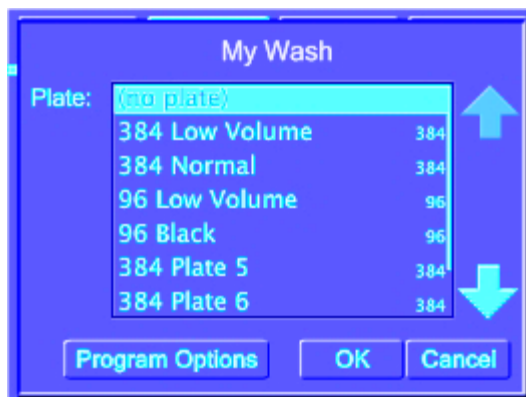 My Wash
Plate:
(no plate)
384 Low Volume 384
384 Normal 384
96 Low Volume 96
96 Black 96
384 Plate 5 384
384 Plate 6 384
Program Options OK Cancel